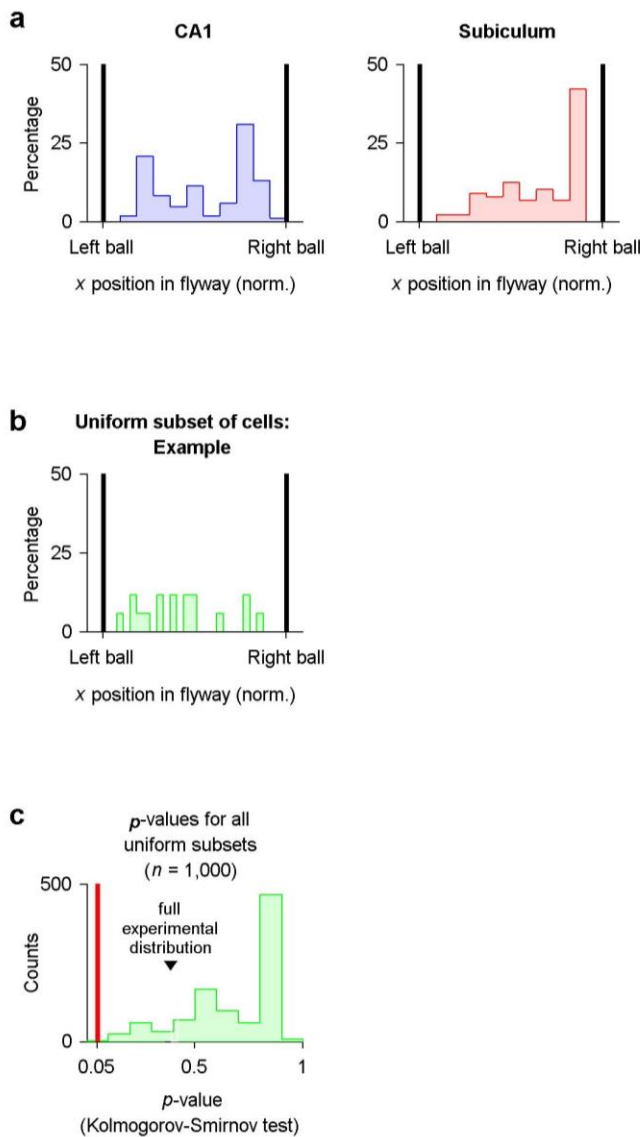 a
CA1
Subiculum
50
25
0
Percentage
Left ball
Right ball
x position in flyway (norm.)
50
25
0
Left ball
Right ball
x position in flyway (norm.)
b
Uniform subset of cells:
Example
50
25
0
Percentage
Left ball
Right ball
x position in flyway (norm.)
c
p-values for all
uniform subsets
(n = 1,000)
full
experimental
distribution
500
0
Counts
0.05
0.5
1
p-value
(Kolmogorov-Smirnov test)